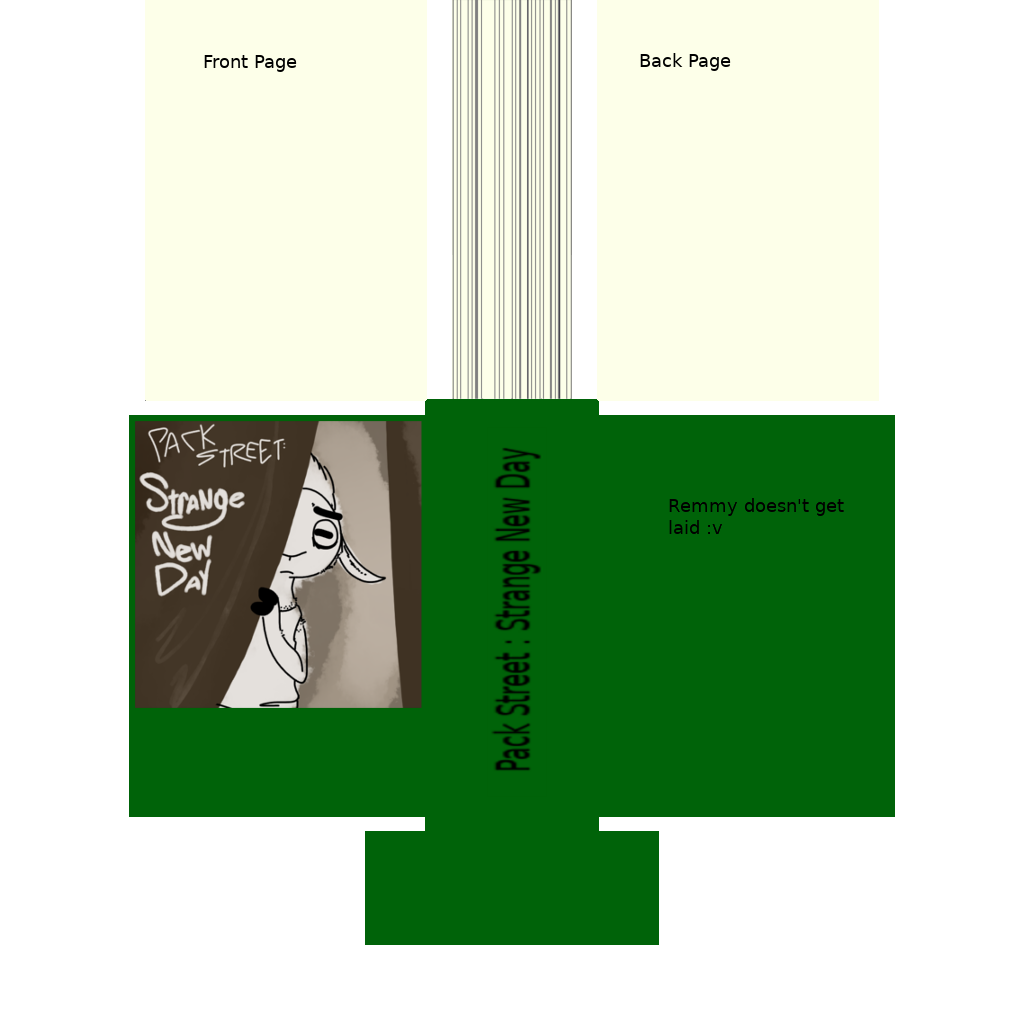 Front Page
Back Page
PACK
STREET:
STRANGE
NEW
DAY
Pack Street : Strange New Day
Remmy doesn't get
laid :v